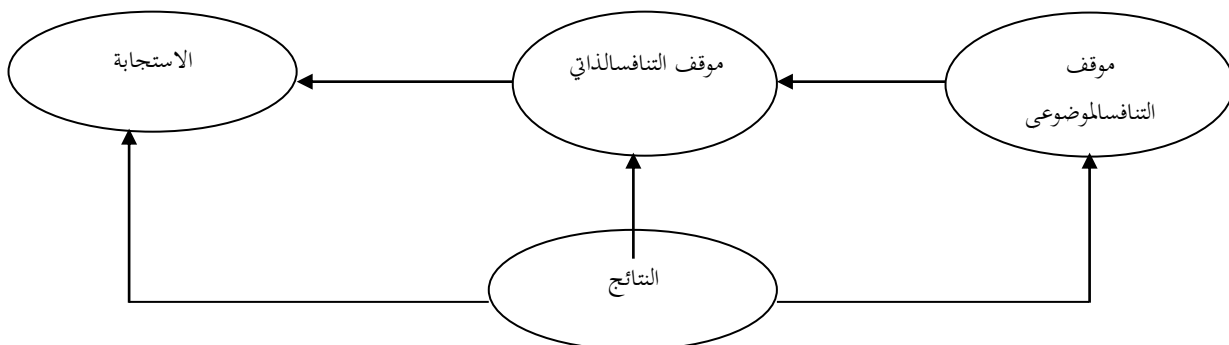 موقف
التنافسالموضوعى
موقف التنافسالذاتي
الاستجابة
النتائج